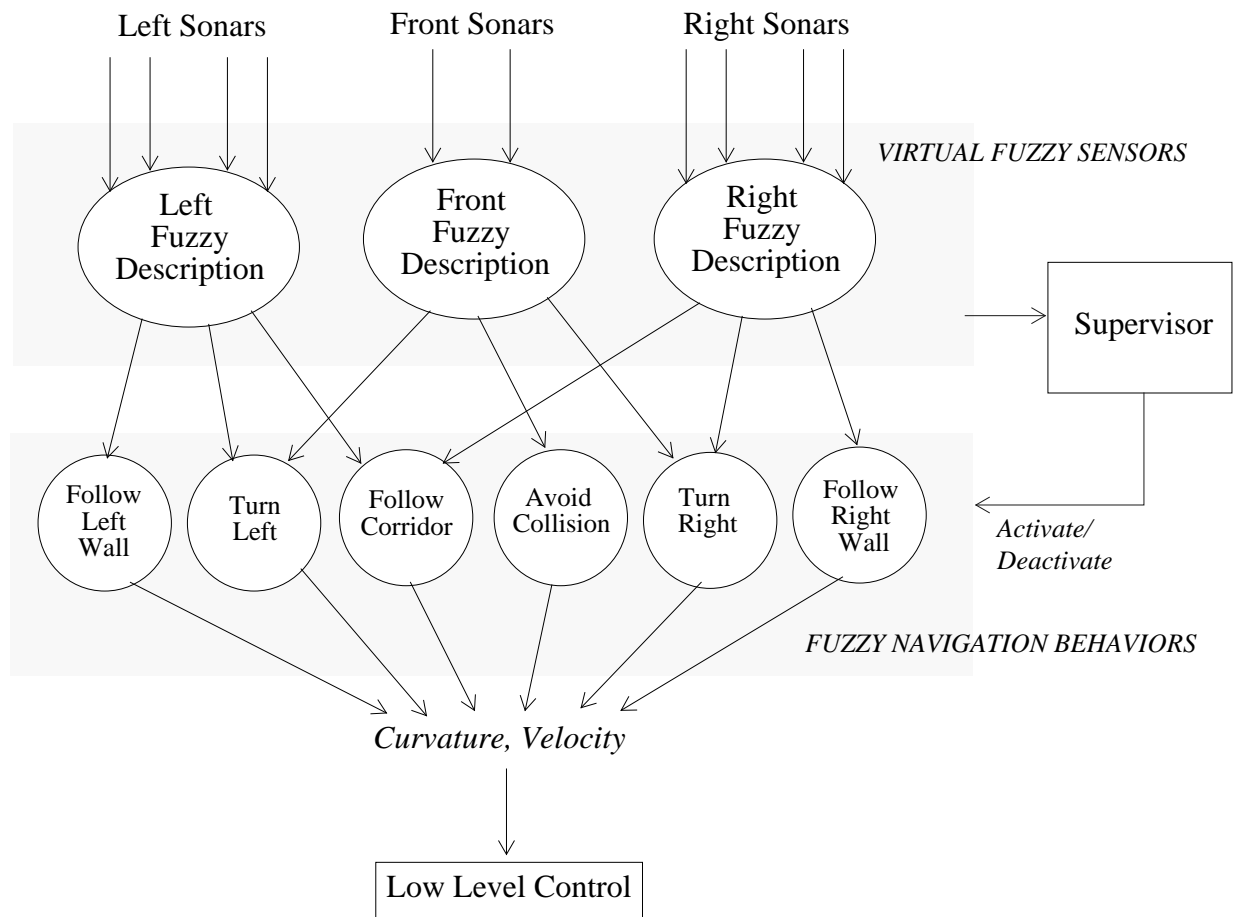 Left Sonars
Front Sonars
Right Sonars
VIRTUAL FUZZY SENSORS
Left
Fuzzy
Description
Front
Fuzzy
Description
Right
Fuzzy
Description
Supervisor
Follow
Left
Wall
Turn
Left
Follow
Corridor
Avoid
Collision
Turn
Right
Follow
Right
Wall
Activate/
Deactivate
FUZZY NAVIGATION BEHAVIORS
Curvature, Velocity
Low Level Control